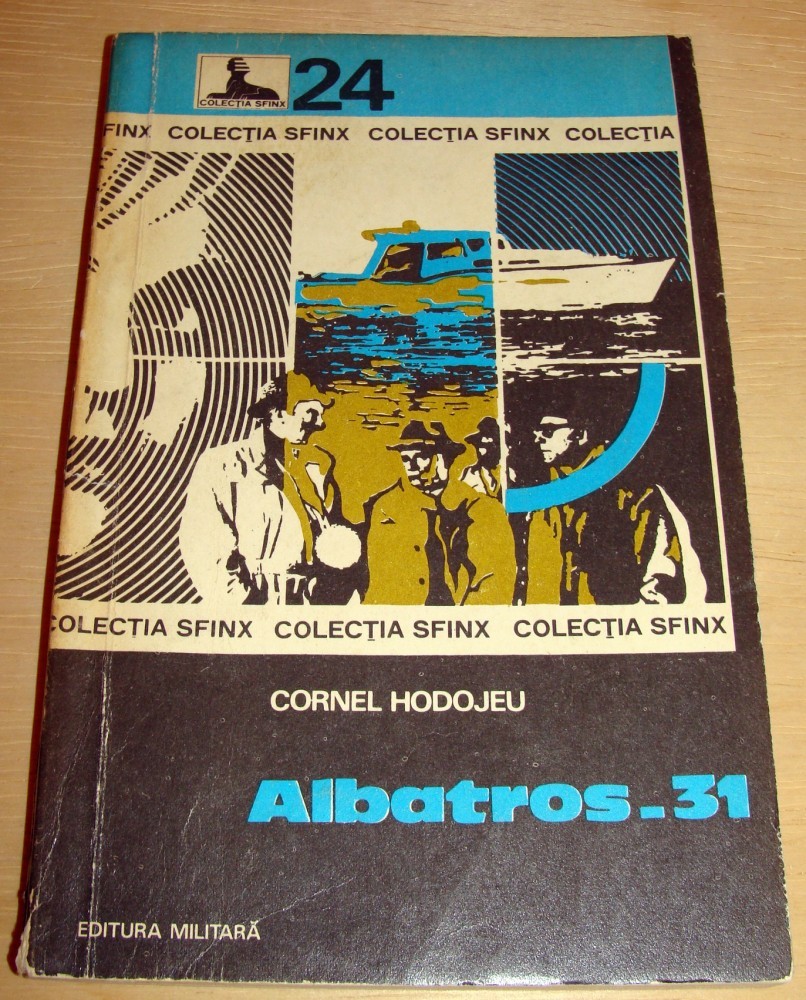 COLECȚIA SFINX
24
FINX COLECȚIA SFINX COLECȚIA SFINX COLECȚIA
COLECȚIA SFINX COLECȚIA SFINX COLECȚIA SFINX
CORNEL HODOJEU
Albatros-31
EDITURA MILITARĂ